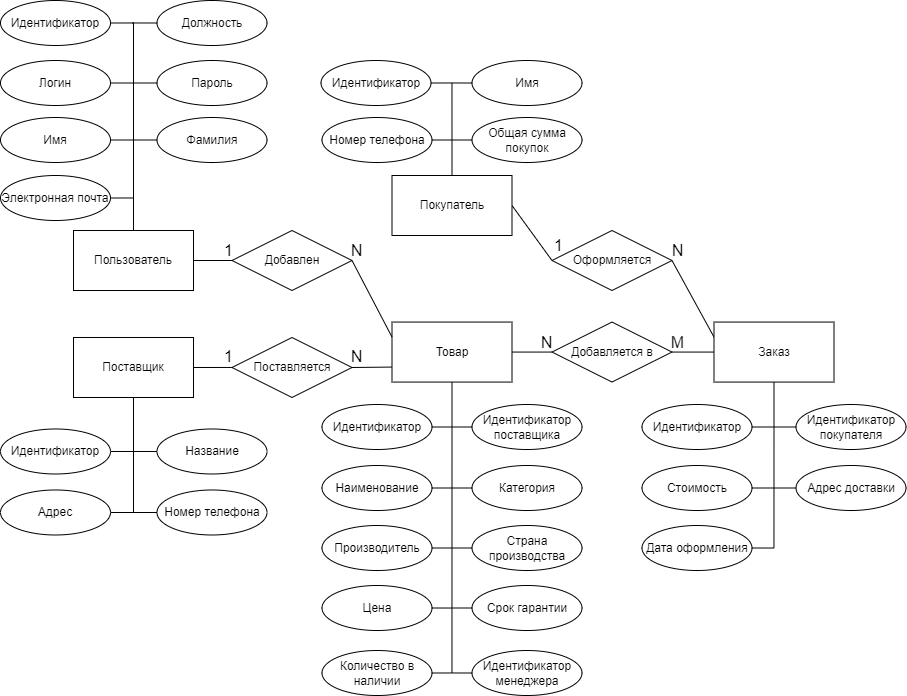 Идентификатор
Должность
Логин
Пароль
Имя
Фамилия
Электронная почта
Пользователь
Идентификатор
Имя
Номер телефона
Общая сумма
покупок
Покупатель
1
Добавлен
N
1
Оформляется
N
Поставщик
1
Поставляется
N
Товар
N
Добавляется в
M
Заказ
Идентификатор
Название
Адрес
Номер телефона
Идентификатор
Идентификатор
поставщика
Наименование
Категория
Производитель
Страна
производства
Цена
Срок гарантии
Количество в
наличии
Идентификатор
менеджера
Идентификатор
Идентификатор
покупателя
Стоимость
Адрес доставки
Дата оформления